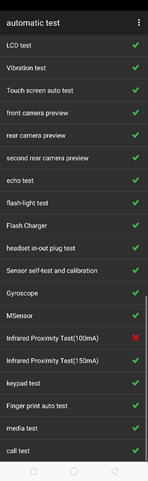 automatic test
LCD test
Vibration test
Touch screen auto test
front camera preview
rear camera preview
second rear camera preview
echo test
flash-light test
Flash Charger
headset in-out plug test
Sensor self-test and calibration
Gyroscope
MSensor
Infrared Proximity Test(100mA)
Infrared Proximity Test(150mA)
keypad test
Finger print auto test
media test
call test